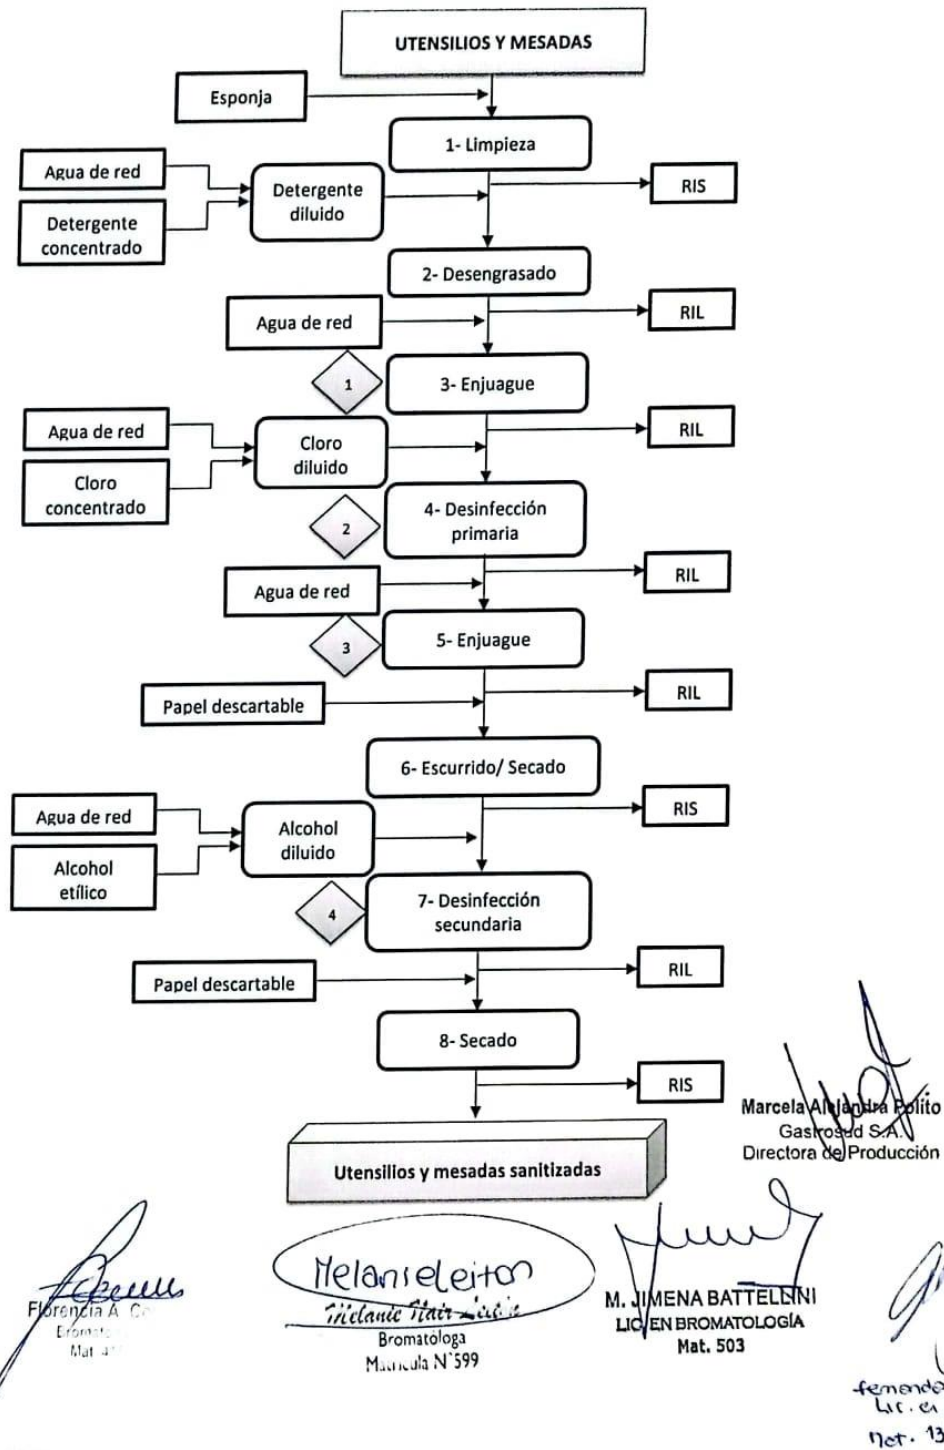 UTENSILIOS Y MESADAS
Esponja
1- Limpieza
Agua de red
Detergente
concentrado
Detergente
diluido
RIS
2- Desengrasado
Agua de red
RIL
1
3- Enjuague
Agua de red
Cloro
concentrado
Cloro
diluido
RIL
2
4- Desinfección
primaria
Agua de red
RIL
3
5- Enjuague
Papel descartable
RIL
6- Escurrido/ Secado
Agua de red
Alcohol
etílico
Alcohol
diluido
RIS
4
7- Desinfección
secundaria
Papel descartable
RIL
8- Secado
RIS
Utensilios y mesadas sanitizadas
Marcela Alejandra Polito
Gastrosud S.A.
Directora de Producción
Florencia A.
Melanie
Bromatóloga
Matrícula N°599
M. JIMENA BATTELLINI
LIC. EN BROMATOLOGÍA
Mat. 503